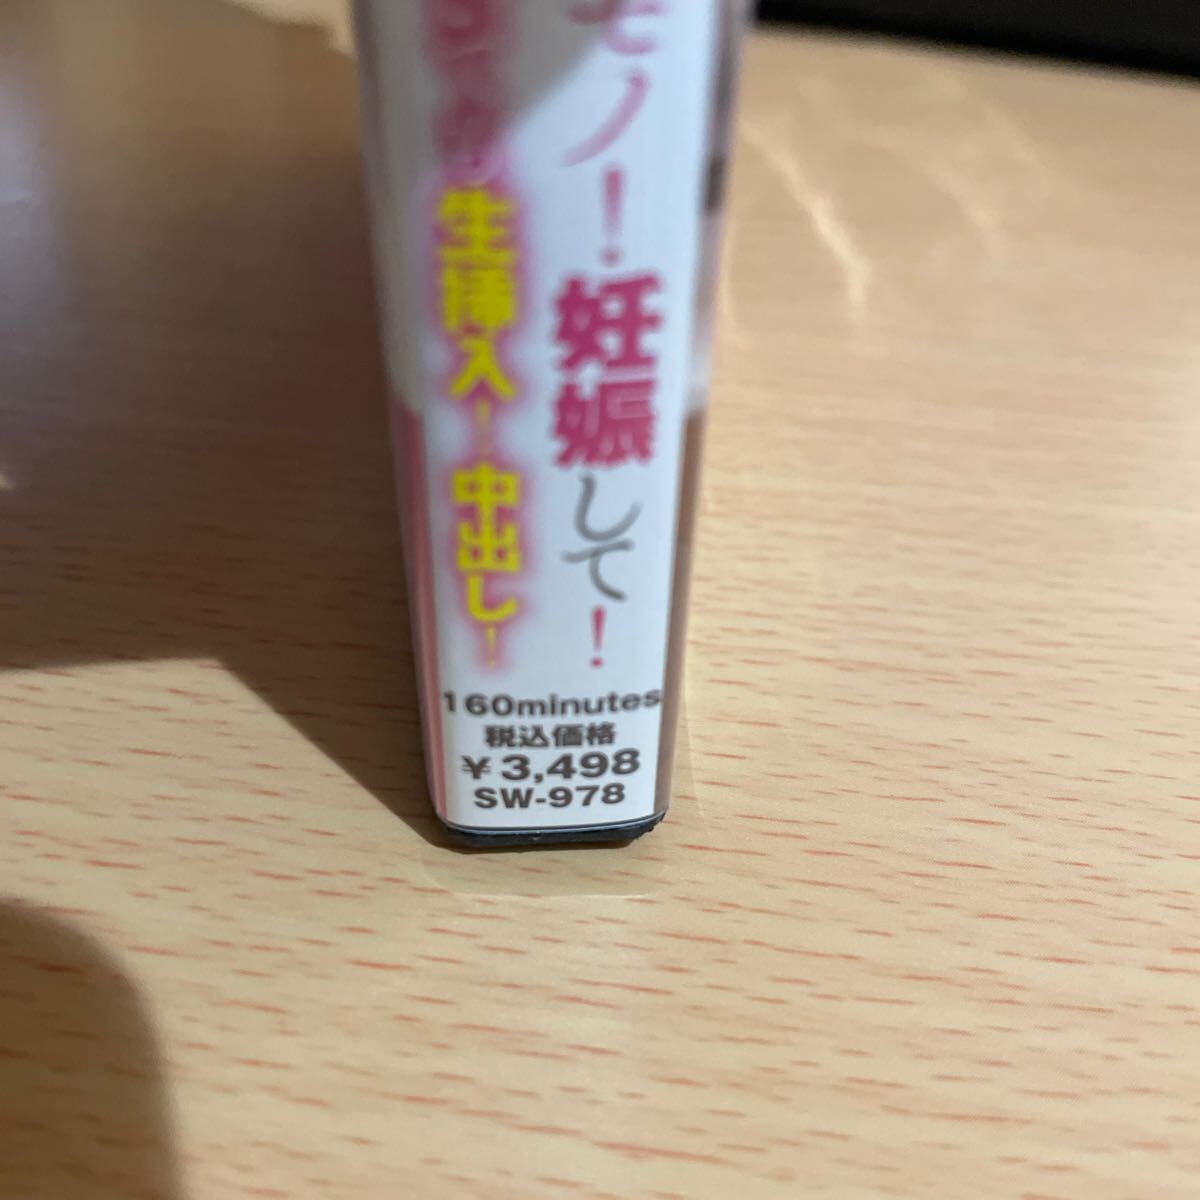 モノ！妊娠して！
生挿入！中出し！
160minutes
税込価格
¥3,498
SW-978